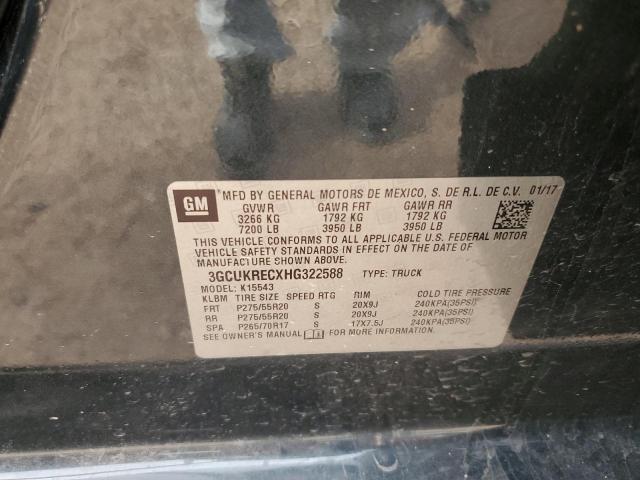 GM
MFD BY GENERAL MOTORS DE MEXICO, S. DE R.L. DE C.V. 01/17
GVWR GAWR FRT GAWR RR
3266 KG 1792 KG 1792 KG
7200 LB 3950 LB 3950 LB
THIS VEHICLE CONFORMS TO ALL APPLICABLE U.S. FEDERAL MOTOR
VEHICLE SAFETY STANDARDS IN EFFECT ON THE DATE OF
MANUFACTURE SHOWN ABOVE.
3GCUKRECXHG322588 TYPE: TRUCK
MODEL: K15543
KLBM TIRE SIZE SPEED RTG RIM COLD TIRE PRESSURE
FRT P275/55R20 S 20X9J 240KPA(35PSI)
RR P275/55R20 S 20X9J 240KPA(35PSI)
SPA P265/70R17 S 17X7.5J 240KPA(35PSI)
SEE OWNER'S MANUAL FOR MORE INFORMATION.